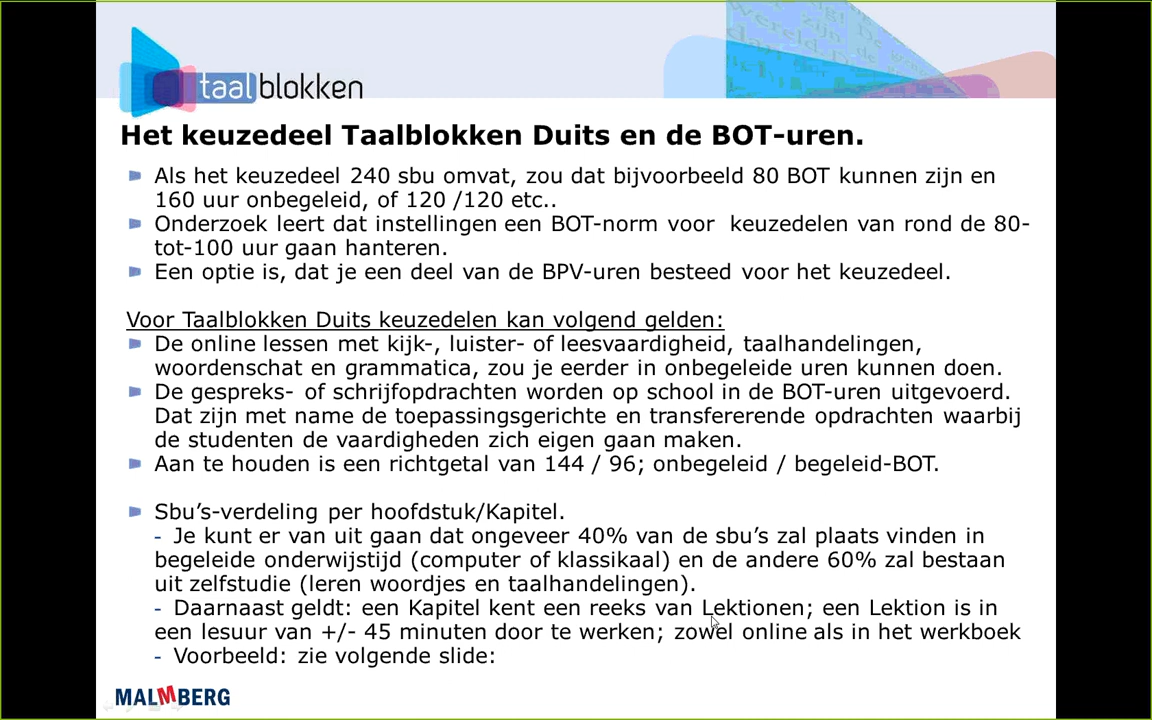 taalblokken
Het keuzedeel Taalblokken Duits en de BOT-uren.
Als het keuzedeel 240 sbu omvat, zou dat bijvoorbeeld 80 BOT kunnen zijn en
160 uur onbegeleid, of 120 /120 etc..
Onderzoek leert dat instellingen een BOT-norm voor keuzedelen van rond de 80-
tot-100 uur gaan hanteren.
Een optie is, dat je een deel van de BPV-uren besteed voor het keuzedeel.
Voor Taalblokken Duits keuzedelen kan volgend gelden:
De online lessen met kijk-, luister- of leesvaardigheid, taalhandelingen,
woordenschat en grammatica, zou je eerder in onbegeleide uren kunnen doen.
De gespreks- of schrijfopdrachten worden op school in de BOT-uren uitgevoerd.
Dat zijn met name de toepassingsgerichte en transfererende opdrachten waarbij
de studenten de vaardigheden zich eigen gaan maken.
Aan te houden is een richtgetal van 144 / 96; onbegeleid / begeleid-BOT.
Sbu's-verdeling per hoofdstuk/Kapitel.
- Je kunt er van uit gaan dat ongeveer 40% van de sbu's zal plaats vinden in
begeleide onderwijstijd (computer of klassikaal) en de andere 60% zal bestaan
uit zelfstudie (leren woordjes en taalhandelingen).
- Daarnaast geldt: een Kapitel kent een reeks van Lektionen; een Lektion is in
een lesuur van +/- 45 minuten door te werken; zowel online als in het werkboek
- Voorbeeld: zie volgende slide:
MALMBERG